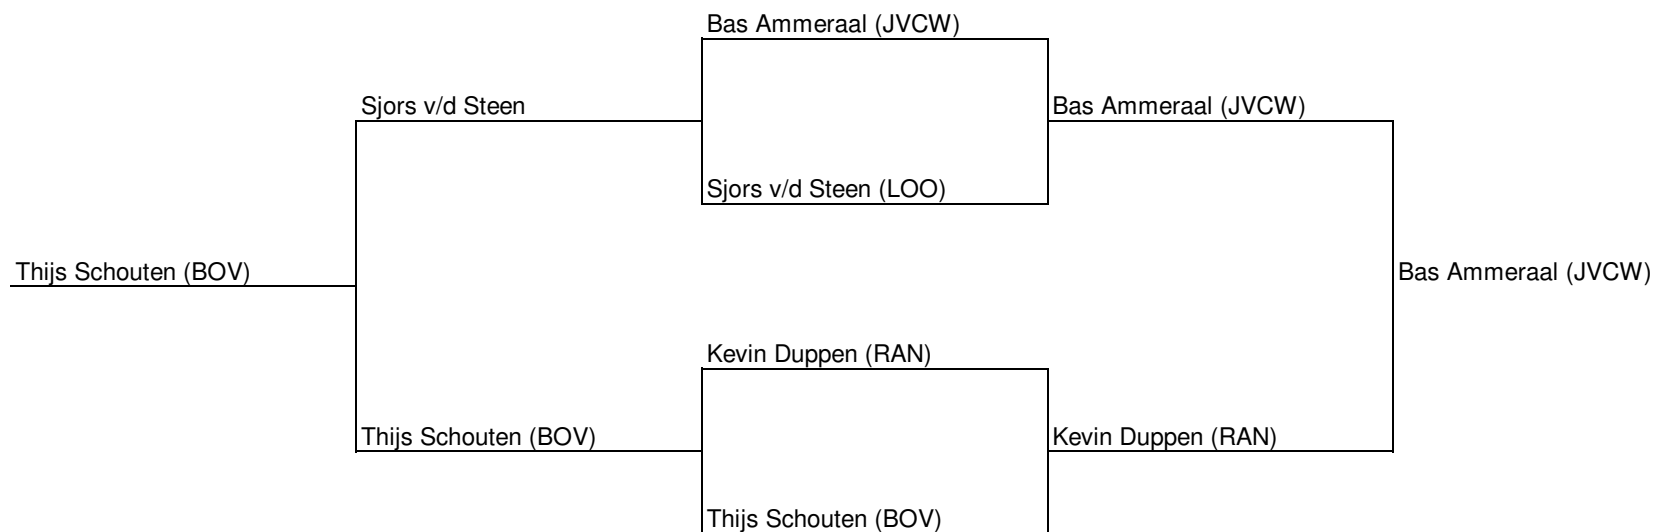 Bas Ammeraal (JVCW)
Sjors v/d Steen
Bas Ammeraal (JVCW)
Sjors v/d Steen (LOO)
Thijs Schouten (BOV)
Bas Ammeraal (JVCW)
Kevin Duppen (RAN)
Thijs Schouten (BOV)
Kevin Duppen (RAN)
Thijs Schouten (BOV)